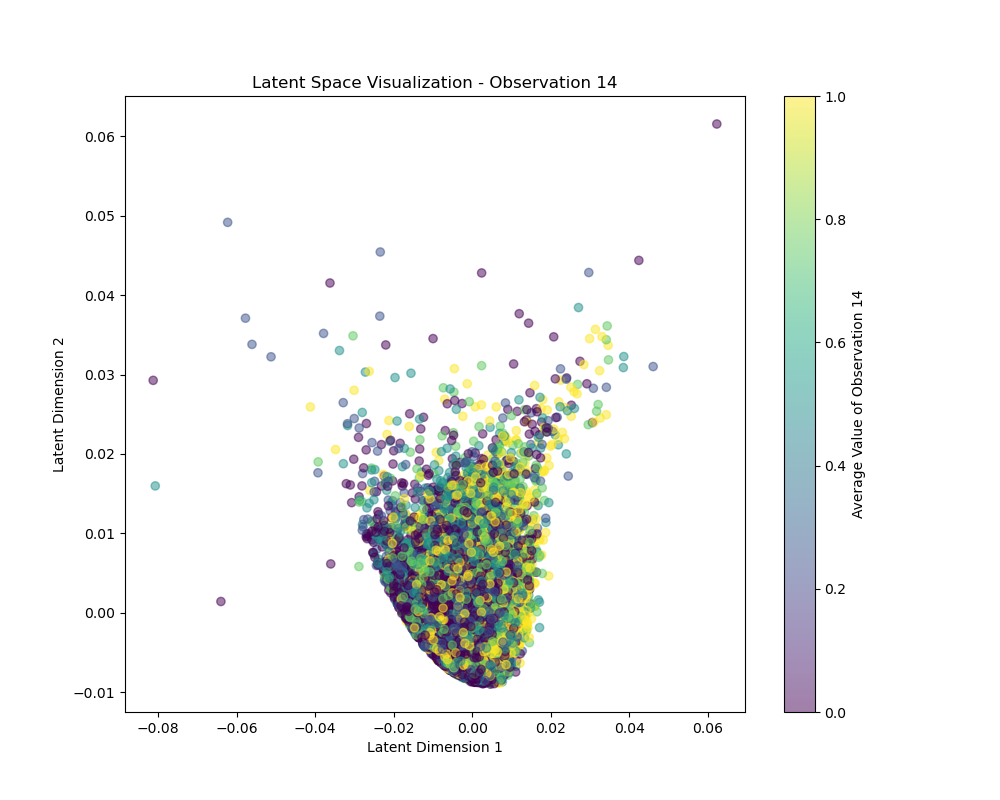 Latent Space Visualization - Observation 14
0.06
0.05
0.04
0.03
0.02
0.01
0.00
−0.01
Latent Dimension 2
−0.08 −0.06 −0.04 −0.02 0.00 0.02 0.04 0.06
Latent Dimension 1
1.0
0.8
0.6
0.4
0.2
0.0
Average Value of Observation 14